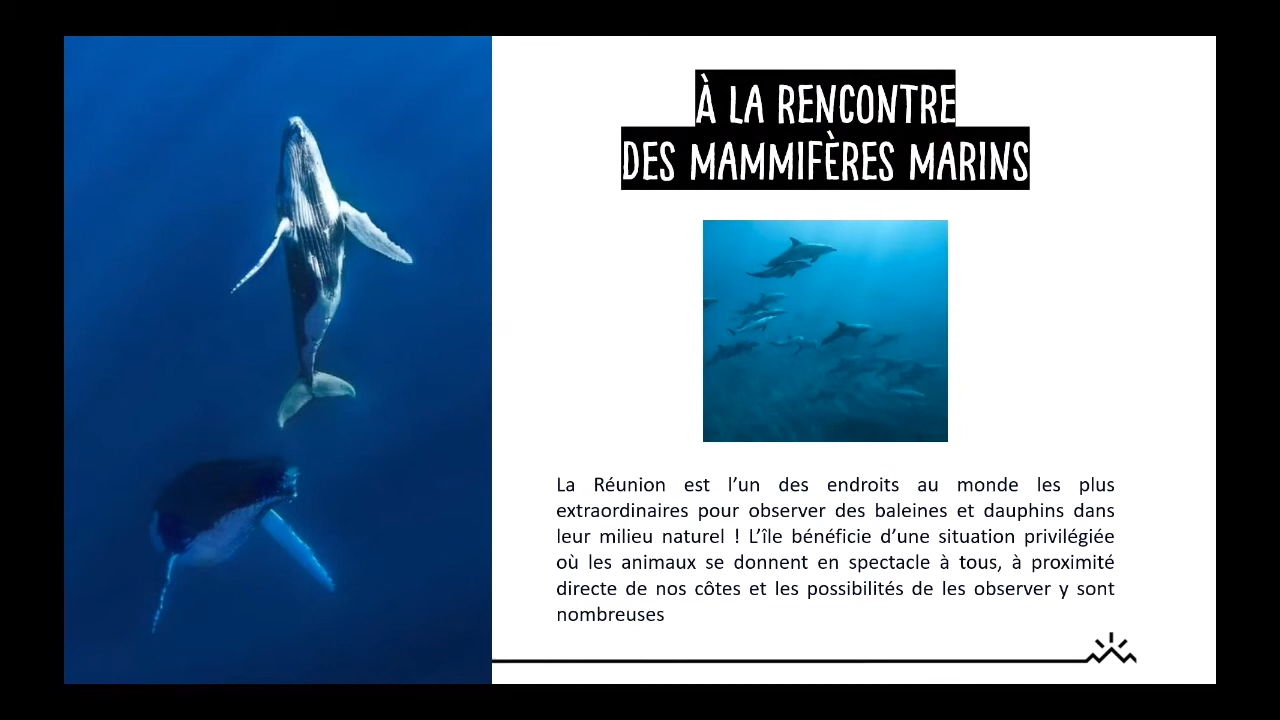 À LA RENCONTRE
DES MAMMIFÈRES MARINS
La Réunion est l’un des endroits au monde les plus
extraordinaires pour observer des baleines et dauphins dans
leur milieu naturel ! L’île bénéficie d’une situation privilégiée
où les animaux se donnent en spectacle à tous, à proximité
directe de nos côtes et les possibilités de les observer y sont
nombreuses